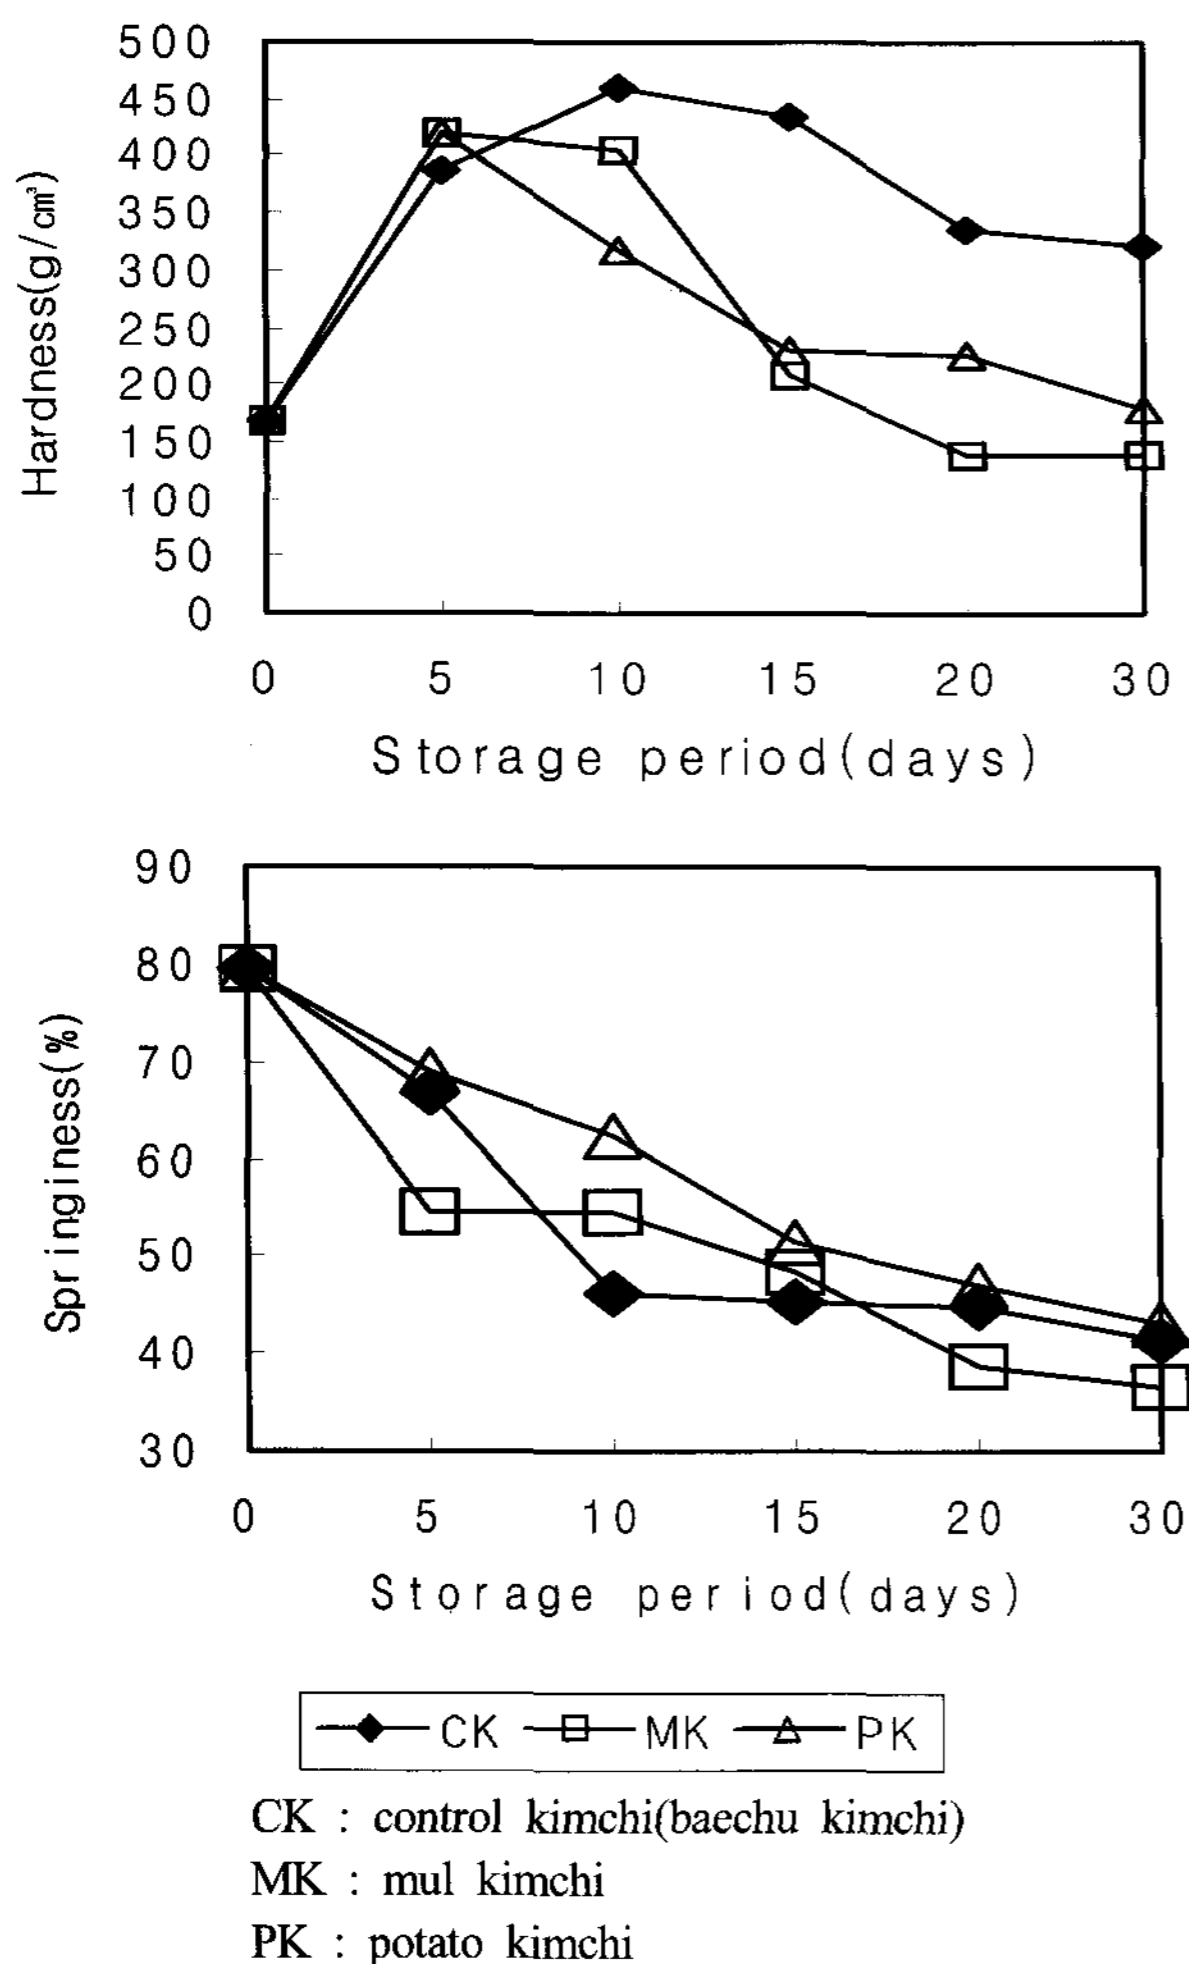 500
450
400
350
300
250
200
150
100
50
0
Hardness(g/㎤)
0 5 10 15 20 30
Storage period(days)
90
80
70
60
50
40
30
Springiness(%)
0 5 10 15 20 30
Storage period(days)
CK MK PK
CK : control kimchi(baechu kimchi)
MK : mul kimchi
PK : potato kimchi